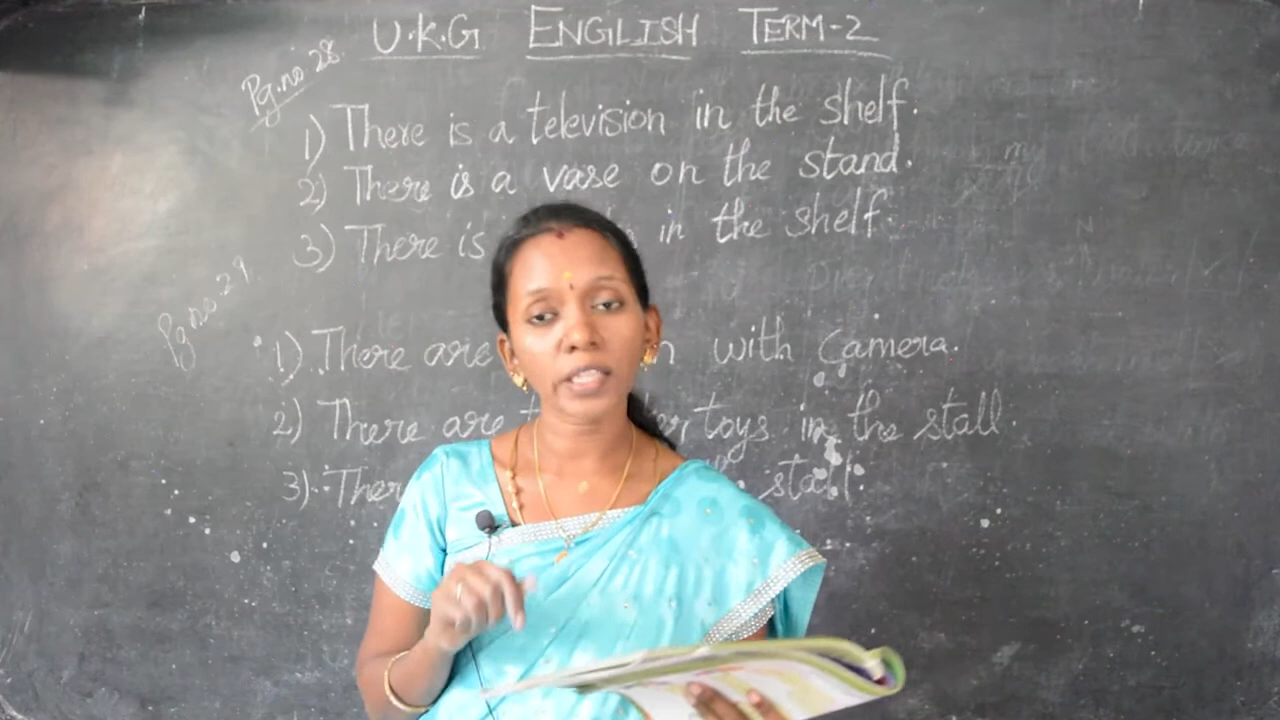 U.K.G ENGLISH TERM-2
Pg.no 28
1) There is a television in the shelf.
2) There is a vase on the stand.
3) There is in the shelf.
Pg.no.29
1) There are with Camera.
2) There are toys in the stall.
3) stall.